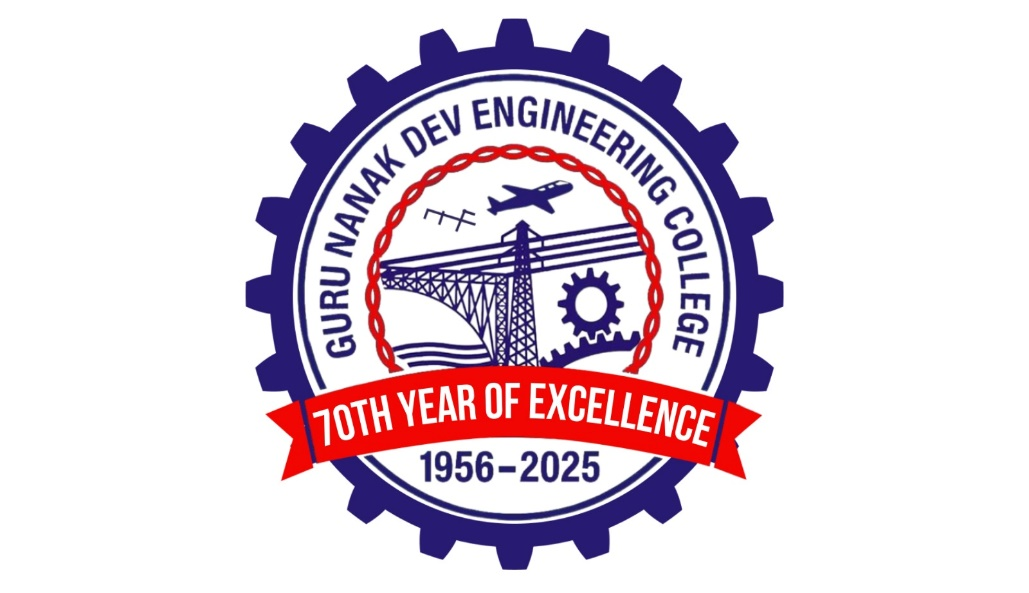 GURU NANAK DEV ENGINEERING COLLEGE
70TH YEAR OF EXCELLENCE
1956-2025